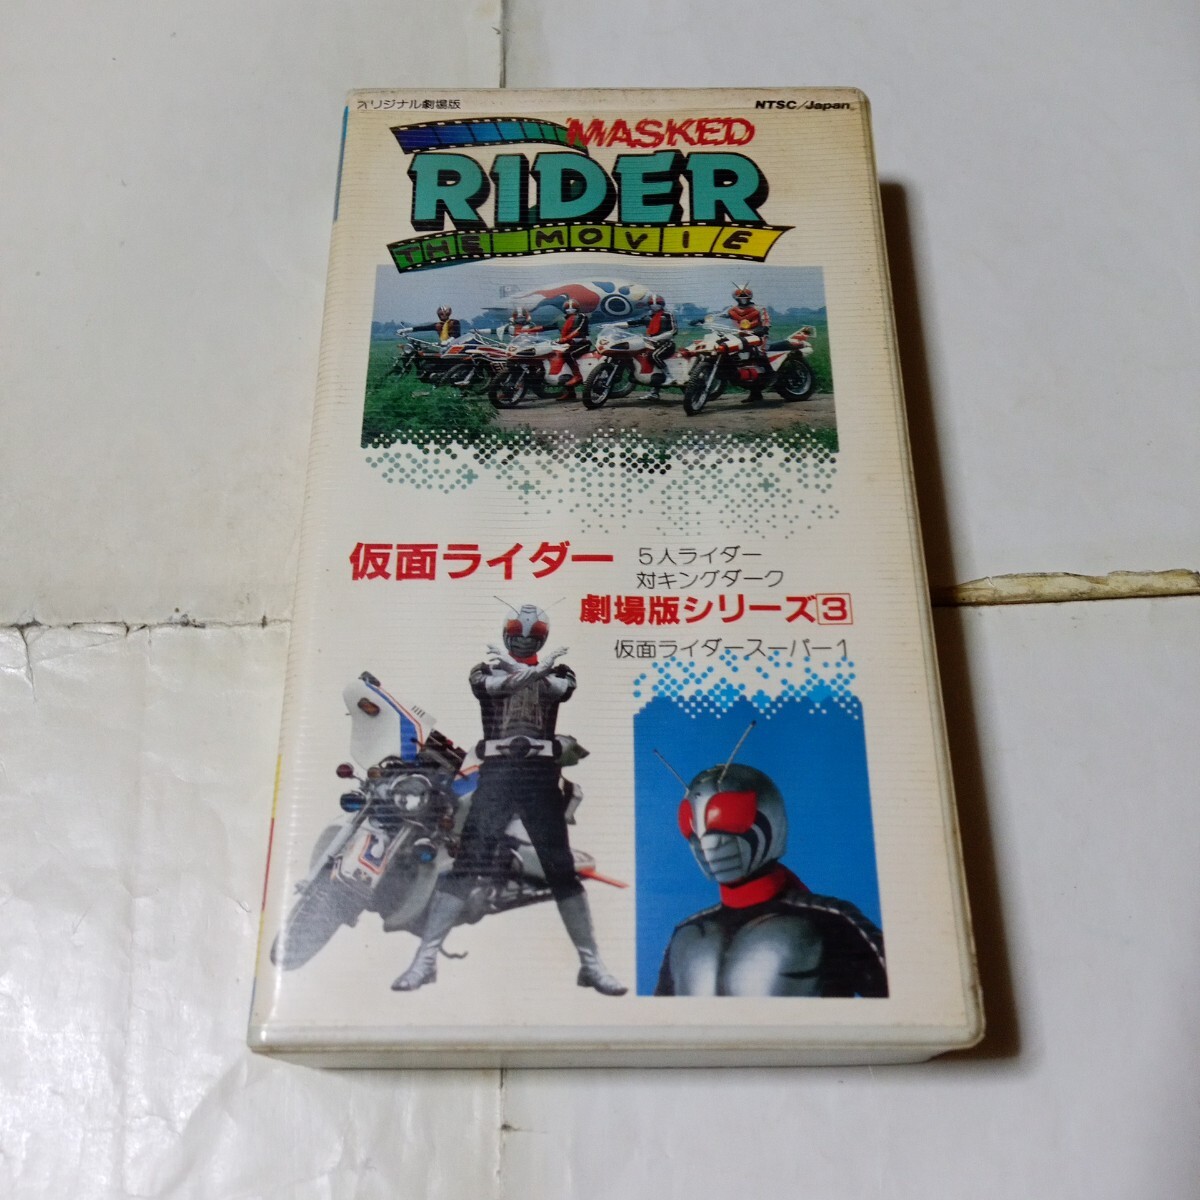 オリジナル劇場版
NTSC/Japan
MASKED
RIDER
THE MOVIE
仮面ライダー
5人ライダー
対キングダーク
劇場版シリーズ3
仮面ライダースーパー1